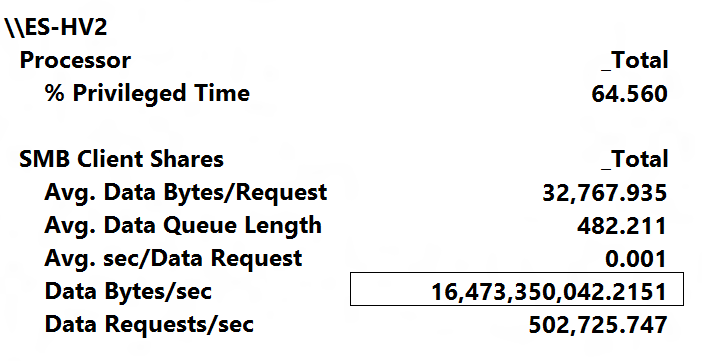 \\ES-HV2
Processor _Total
% Privileged Time 64.560
SMB Client Shares _Total
Avg. Data Bytes/Request 32,767.935
Avg. Data Queue Length 482.211
Avg. sec/Data Request 0.001
Data Bytes/sec 16,473,350,042.2151
Data Requests/sec 502,725.747